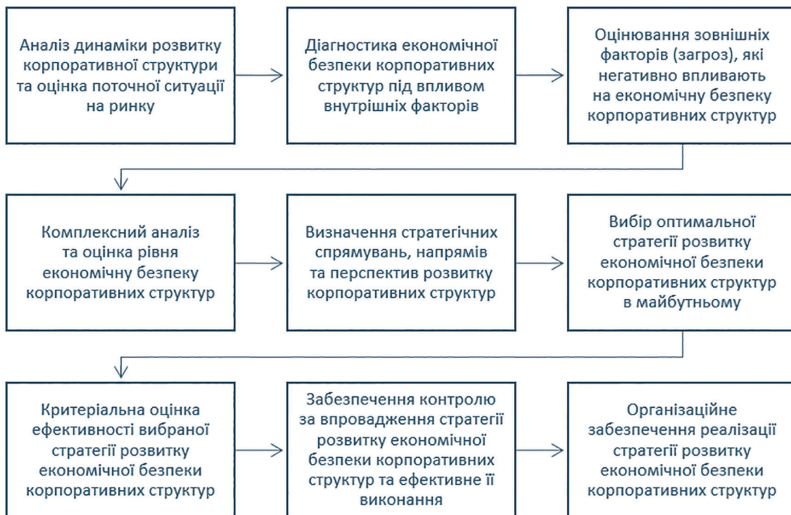 Аналіз динаміки розвитку
корпоративної структури
та оцінка поточної ситуації
на ринку
Діагностика економічної
безпеки корпоративних
структур під впливом
внутрішніх факторів
Оцінювання зовнішніх
факторів (загроз), які
негативно впливають
на економічну безпеку
корпоративних структур
Комплексний аналіз
та оцінка рівня
економічну безпеку
корпоративних структур
Визначення стратегічних
спрямувань, напрямів
та перспектив розвитку
корпоративних структур
Вибір оптимальної
стратегії розвитку
економічної безпеки
корпоративних структур
в майбутньому
Критеріальна оцінка
ефективності вибраної
стратегії розвитку
економічної безпеки
корпоративних структур
Забезпечення контролю
за впровадження стратегії
розвитку економічної
безпеки корпоративних
структур та ефективне її
виконання
Організаційне
забезпечення реалізації
стратегії розвитку
економічної безпеки
корпоративних структур